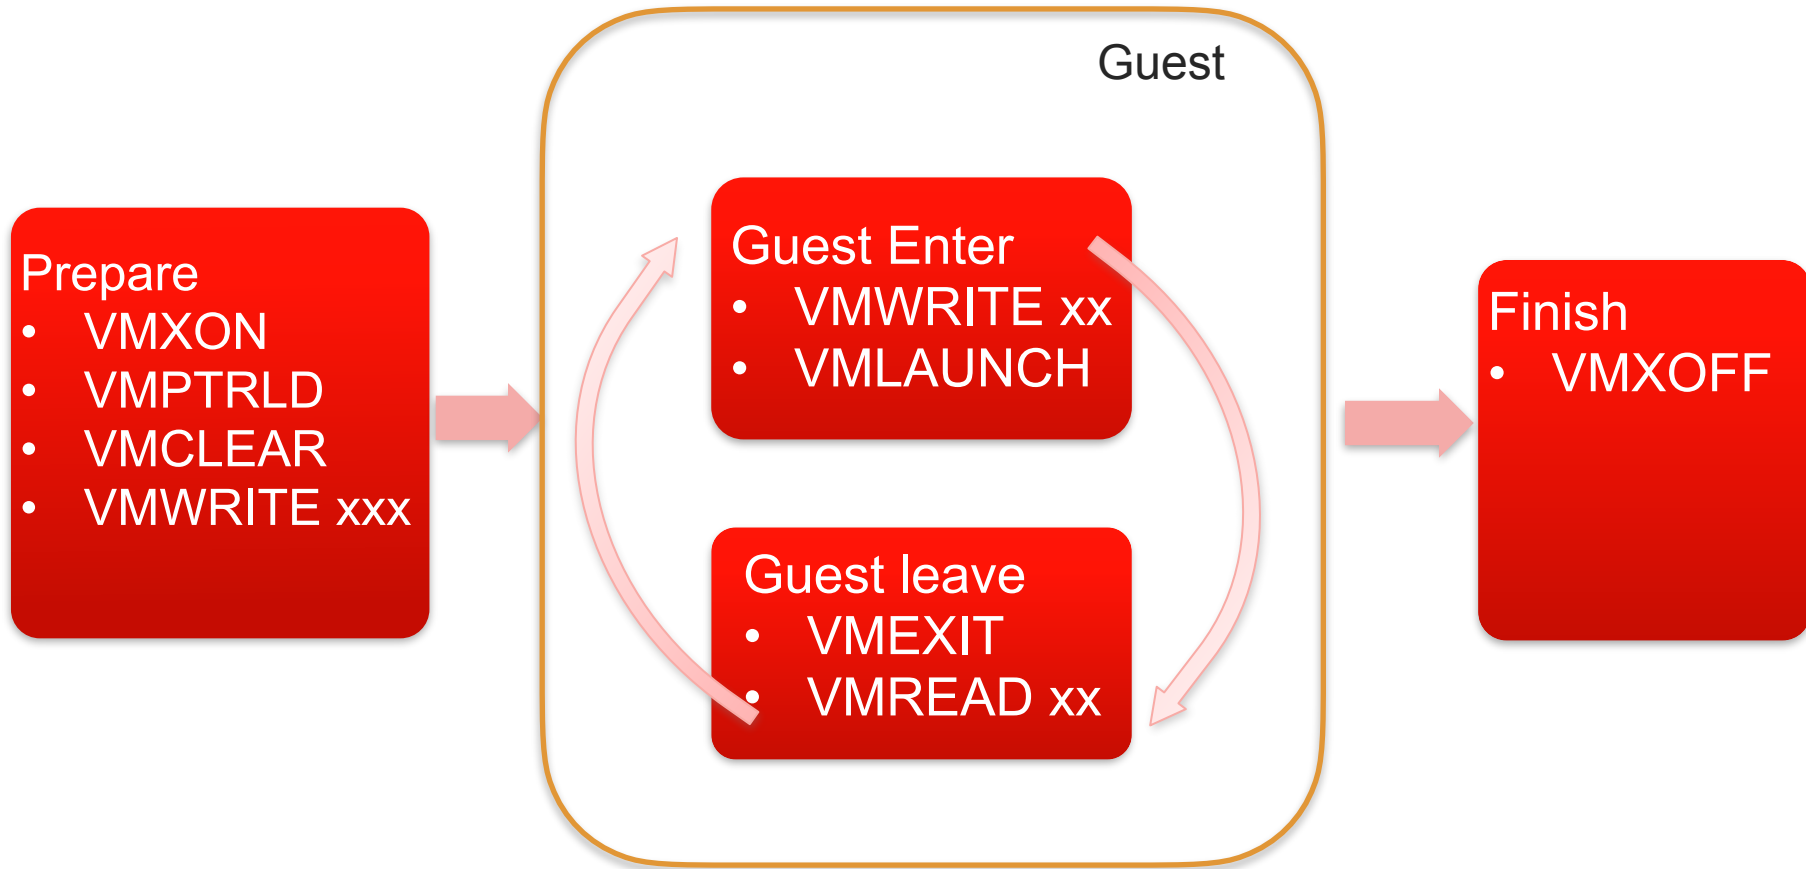 Guest
Prepare
• VMXON
• VMPTRLD
• VMCLEAR
• VMWRITE xxx
Guest Enter
• VMWRITE xx
• VMLAUNCH
Guest leave
• VMEXIT
• VMREAD xx
Finish
• VMXOFF